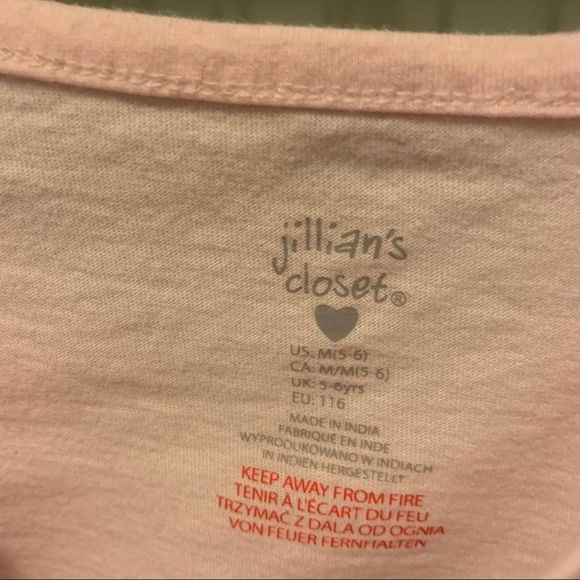 jillian's
closet®
US: M(5-6)
CA: M/M(5-6)
UK: 5-6yrs
EU: 116
MADE IN INDIA
FABRIQUÉ EN INDE
WYPRODUKOWANO W INDIACH
IN INDIEN HERGESTELLT
KEEP AWAY FROM FIRE
TENIR À L'ÉCART DU FEU
TRZYMAĆ Z DALA OD OGNIA
VON FEUER FERNHALTEN